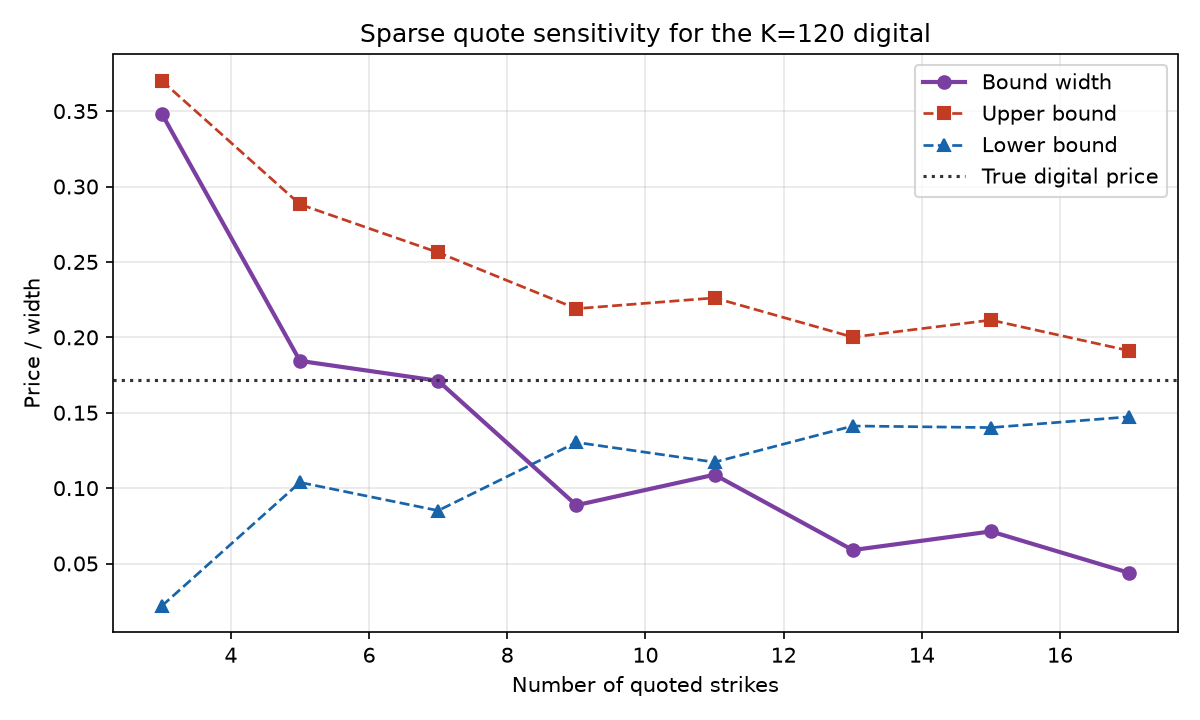 Sparse quote sensitivity for the K=120 digital
Bound width
Upper bound
Lower bound
True digital price
Price / width
0.35
0.30
0.25
0.20
0.15
0.10
0.05
4 6 8 10 12 14 16
Number of quoted strikes